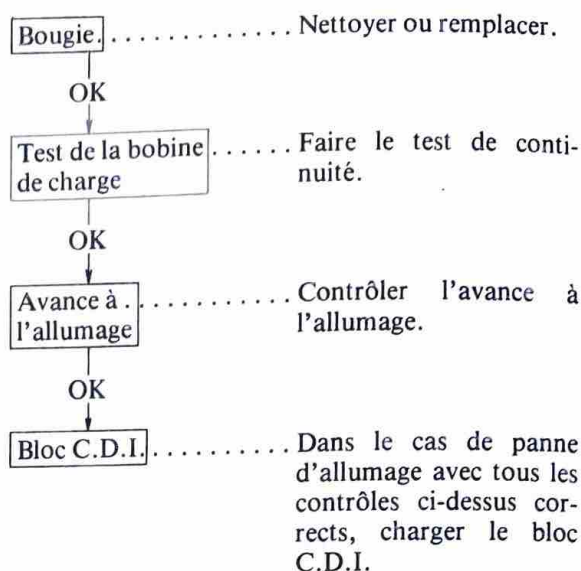 Bougie. . . . . . . . . . . . . . Nettoyer ou remplacer.
OK
Test de la bobine . . . . . . Faire le test de conti-
de charge nuité.
OK
Avance à . . . . . . . . . . . . Contrôler l'avance à
l'allumage l'allumage.
OK
Bloc C.D.I. . . . . . . . . . . Dans le cas de panne
d'allumage avec tous les
contrôles ci-dessus cor-
rects, charger le bloc
C.D.I.